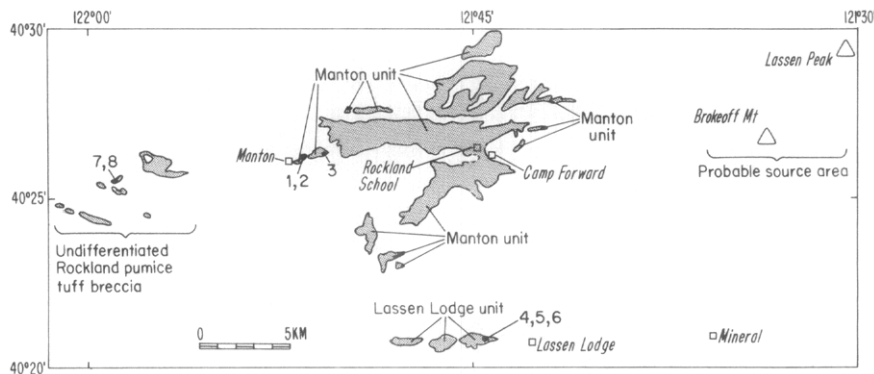 122°00'
121°45'
121°30'
40°30'
Manton unit
Lassen Peak
Manton
unit
Brokeoff Mt
7,8
Manton
1,2
3
Rockland
School
Camp Forward
Probable source area
40°25'
Undifferentiated
Rockland pumice
tuff breccia
Manton unit
Lassen Lodge unit
4,5,6
0
5KM
Lassen Lodge
Mineral
40°20'